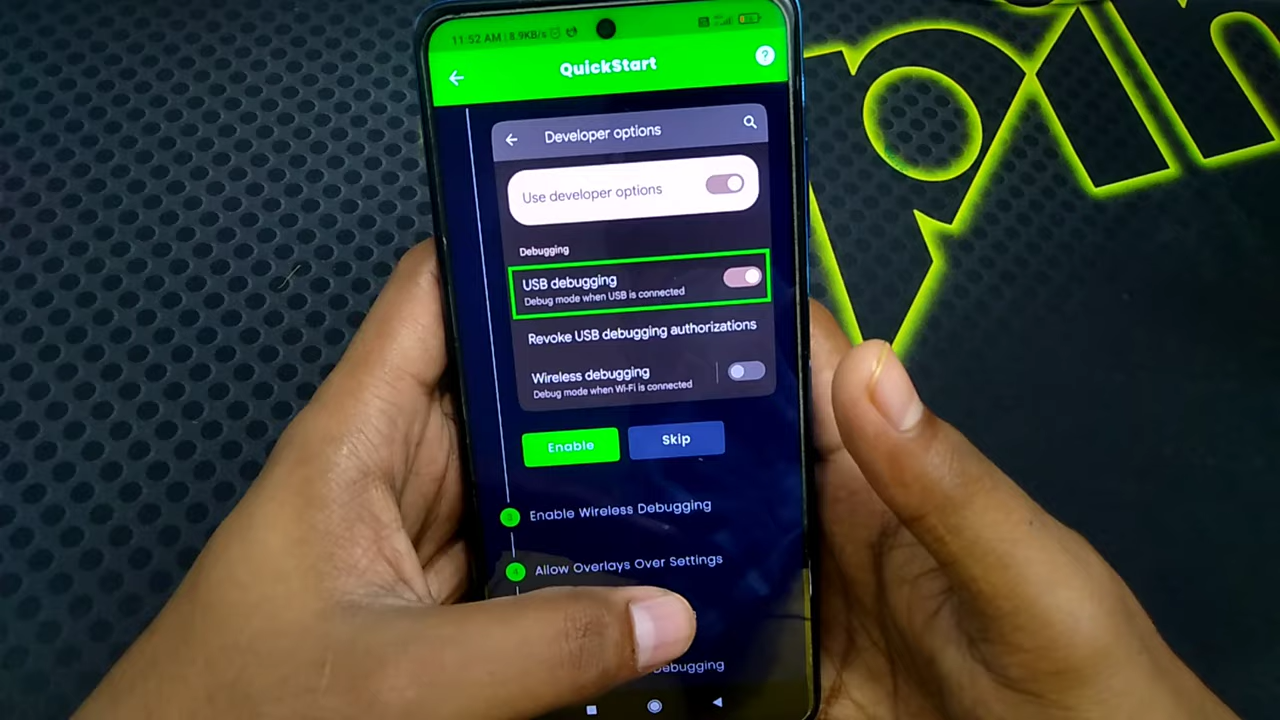 11:52 AM | 8.9KB/s
QuickStart
?
Developer options
Use developer options
Debugging
USB debugging
Debug mode when USB is connected
Revoke USB debugging authorizations
Wireless debugging
Debug mode when Wi-Fi is connected
Enable
Skip
3
Enable Wireless Debugging
4
Allow Overlays Over Settings
Debugging